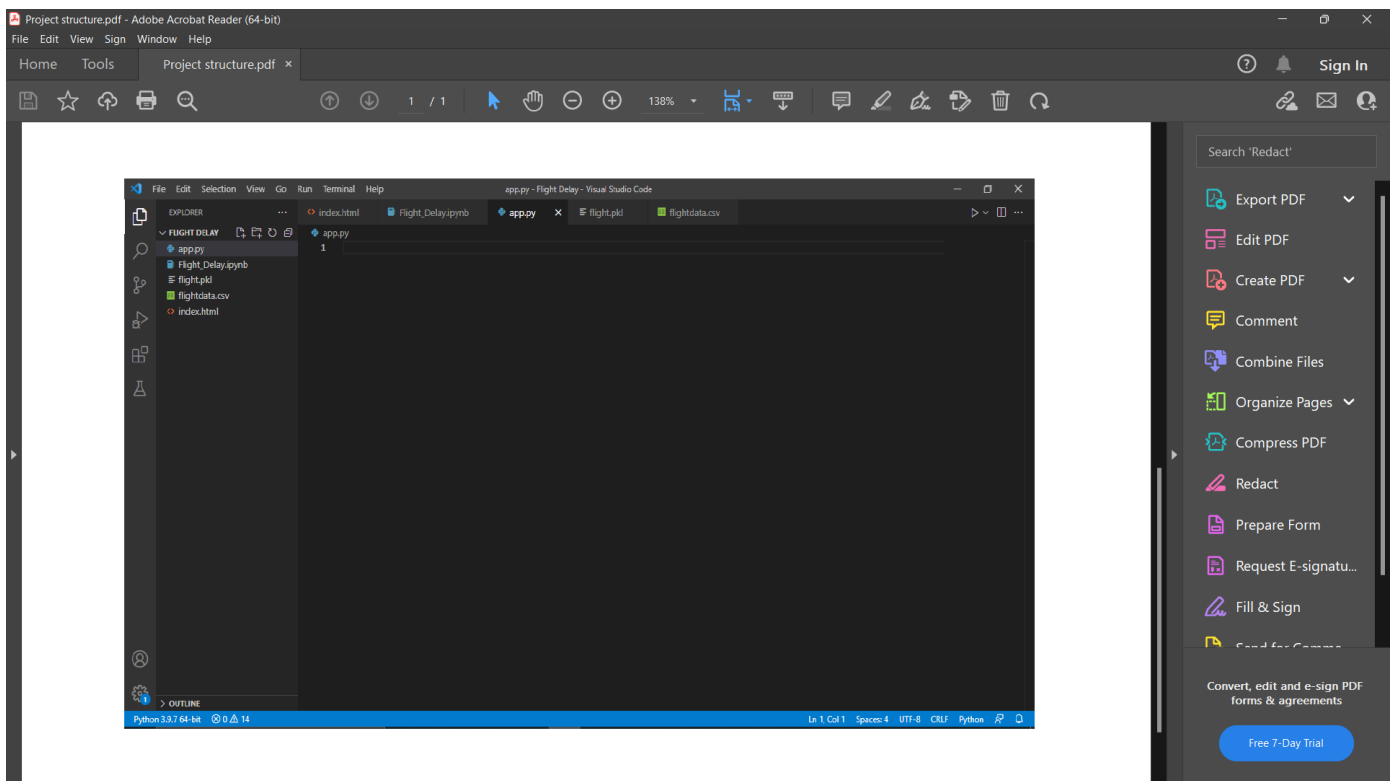 Project structure.pdf - Adobe Acrobat Reader (64-bit)
File Edit View Sign Window Help
Home Tools Project structure.pdf × Sign In
1 / 1 138%
File Edit Selection View Go Run Terminal Help app.py - Flight Delay - Visual Studio Code
EXPLORER ··· index.html Flight_Delay.ipynb app.py × flight.pkl flightdata.csv ···
FLIGHT DELAY app.py
app.py 1
Flight_Delay.ipynb
flight.pkl
flightdata.csv
index.html
OUTLINE
Python 3.9.7 64-bit 0 14 Ln 1, Col 1 Spaces: 4 UTF-8 CRLF Python
1
Search 'Redact'
Export PDF
Edit PDF
Create PDF
Comment
Combine Files
Organize Pages
Compress PDF
Redact
Prepare Form
Request E-signatu...
Fill & Sign
Convert, edit and e-sign PDF
forms & agreements
Free 7-Day Trial